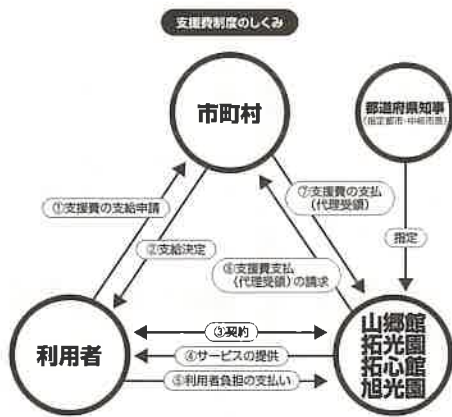 支援費制度のしくみ
市町村
都道府県知事
(指定都市・中核市長)
①支援費の支給申請
②支給決定
⑦支援費の支払
(代理受領)
⑥支援費支払
(代理受領)の請求
指定
利用者
③契約
④サービスの提供
⑤利用者負担の支払い
山郷館
拓光園
拓心館
旭光園